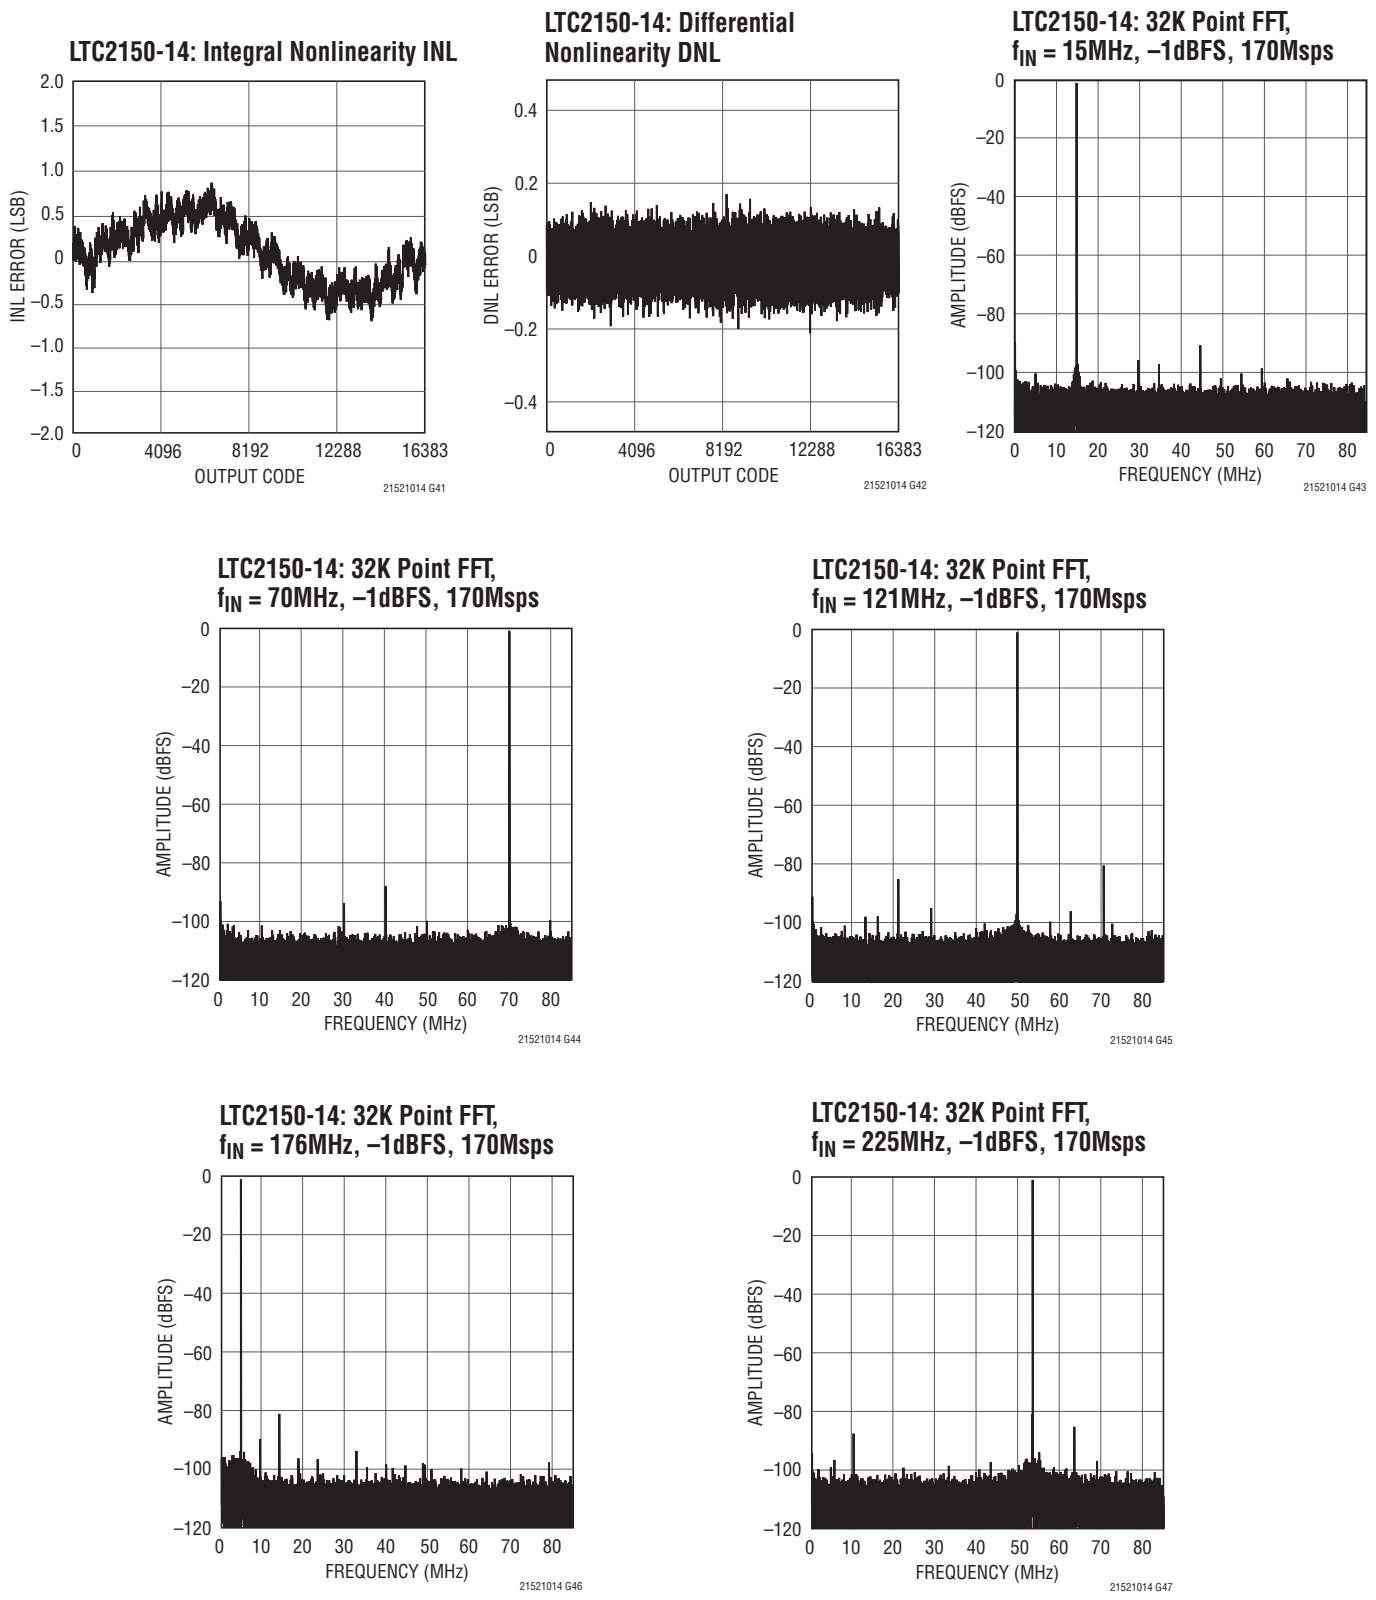 LTC2150-14: Integral Nonlinearity INL
2.0
1.5
1.0
0.5
0
–0.5
–1.0
–1.5
–2.0
INL ERROR (LSB)
0 4096 8192 12288 16383
OUTPUT CODE
21521014 G41
LTC2150-14: Differential
Nonlinearity DNL
0.4
0.2
0
–0.2
–0.4
DNL ERROR (LSB)
0 4096 8192 12288 16383
OUTPUT CODE
21521014 G42
LTC2150-14: 32K Point FFT,
fIN = 15MHz, –1dBFS, 170Msps
0
–20
–40
–60
–80
–100
–120
AMPLITUDE (dBFS)
0 10 20 30 40 50 60 70 80
FREQUENCY (MHz)
21521014 G43
LTC2150-14: 32K Point FFT,
fIN = 70MHz, –1dBFS, 170Msps
0
–20
–40
–60
–80
–100
–120
AMPLITUDE (dBFS)
0 10 20 30 40 50 60 70 80
FREQUENCY (MHz)
21521014 G44
LTC2150-14: 32K Point FFT,
fIN = 121MHz, –1dBFS, 170Msps
0
–20
–40
–60
–80
–100
–120
AMPLITUDE (dBFS)
0 10 20 30 40 50 60 70 80
FREQUENCY (MHz)
21521014 G45
LTC2150-14: 32K Point FFT,
fIN = 176MHz, –1dBFS, 170Msps
0
–20
–40
–60
–80
–100
–120
AMPLITUDE (dBFS)
0 10 20 30 40 50 60 70 80
FREQUENCY (MHz)
21521014 G46
LTC2150-14: 32K Point FFT,
fIN = 225MHz, –1dBFS, 170Msps
0
–20
–40
–60
–80
–100
–120
AMPLITUDE (dBFS)
0 10 20 30 40 50 60 70 80
FREQUENCY (MHz)
21521014 G47